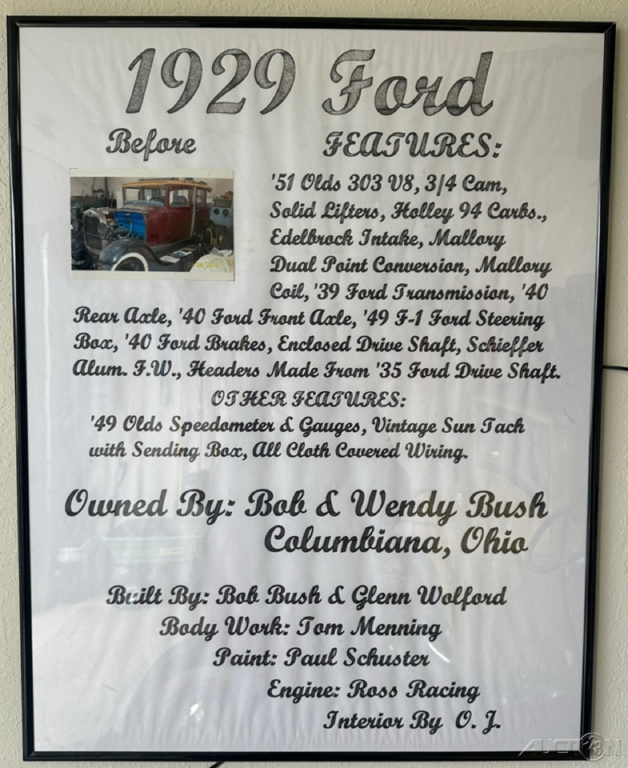 1929 Ford
Before
FEATURES:
'51 Olds 303 V8, 3/4 Cam,
Solid Lifters, Holley 94 Carbs.,
Edelbrock Intake, Mallory
Dual Point Conversion, Mallory
Coil, '39 Ford Transmission, '40
Rear Axle, '40 Ford Front Axle, '49 F-1 Ford Steering
Box, '40 Ford Brakes, Enclosed Drive Shaft, Schieffer
Alum. F.W., Headers Made From '35 Ford Drive Shaft.
OTHER FEATURES:
'49 Olds Speedometer & Gauges, Vintage Sun Tach
with Sending Box, All Cloth Covered Wiring.
Owned By: Bob & Wendy Bush
Columbiana, Ohio
Built By: Bob Bush & Glenn Wolford
Body Work: Tom Menning
Paint: Paul Schuster
Engine: Ross Racing
Interior By O. J.